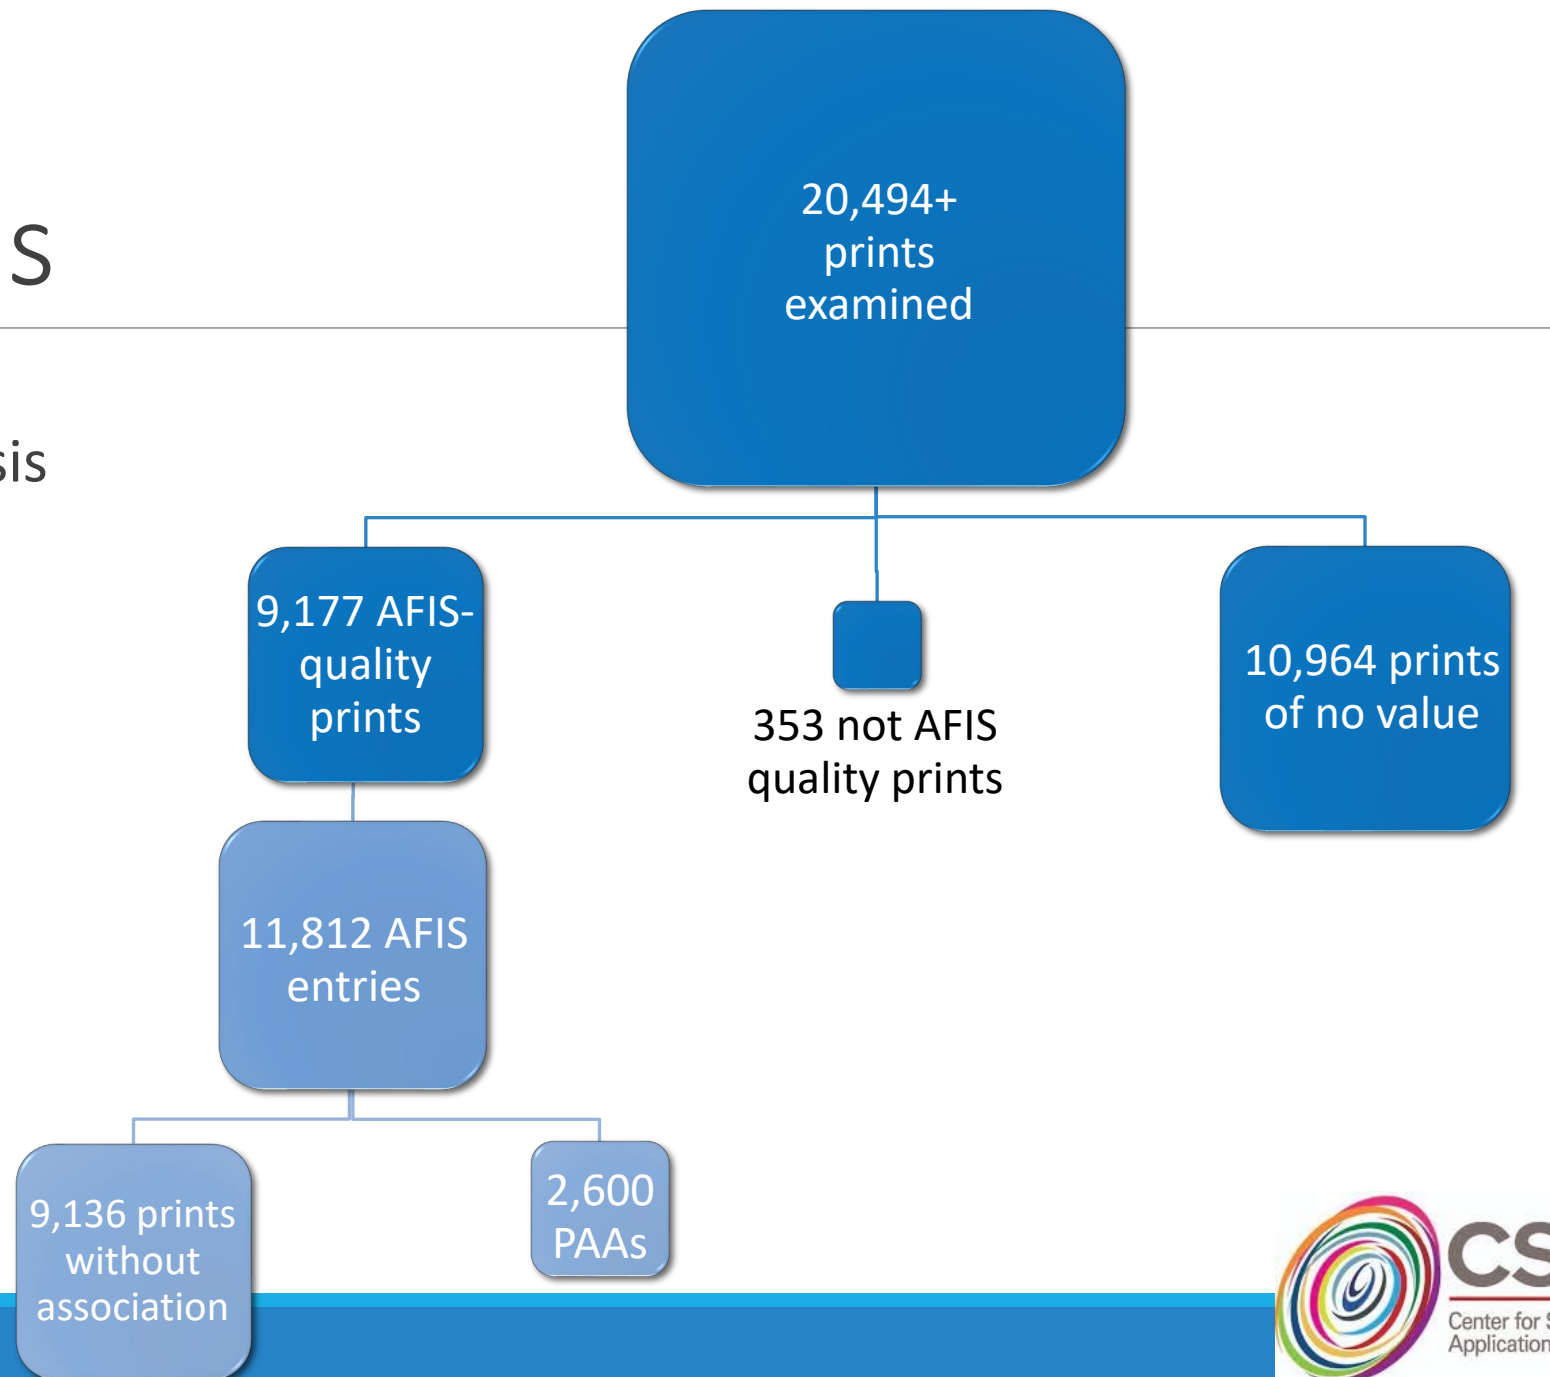 20,494+
prints
examined
s
sis
9,177 AFIS-
quality
prints
353 not AFIS
quality prints
10,964 prints
of no value
11,812 AFIS
entries
9,136 prints
without
association
2,600
PAAs
CS
Center for S
Application